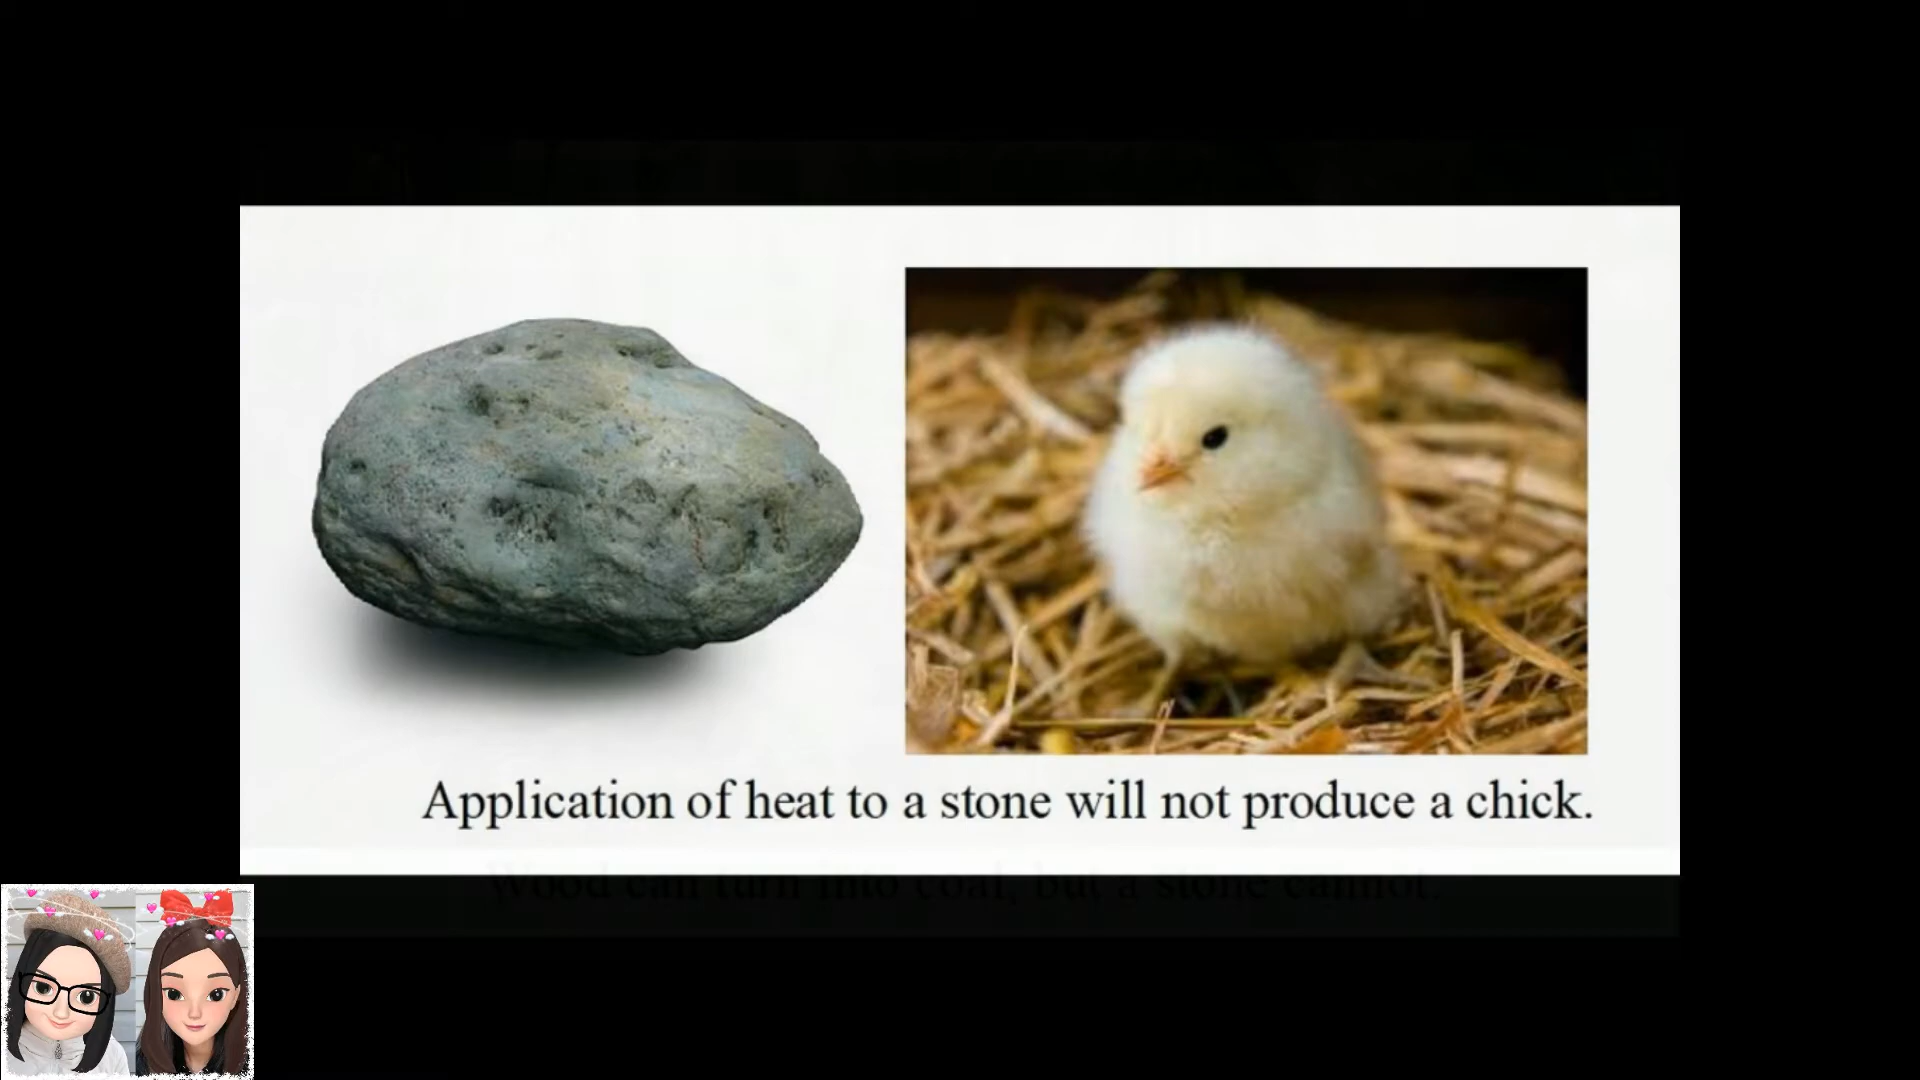 Application of heat to a stone will not produce a chick.
Wood can turn into coal, but a stone cannot.